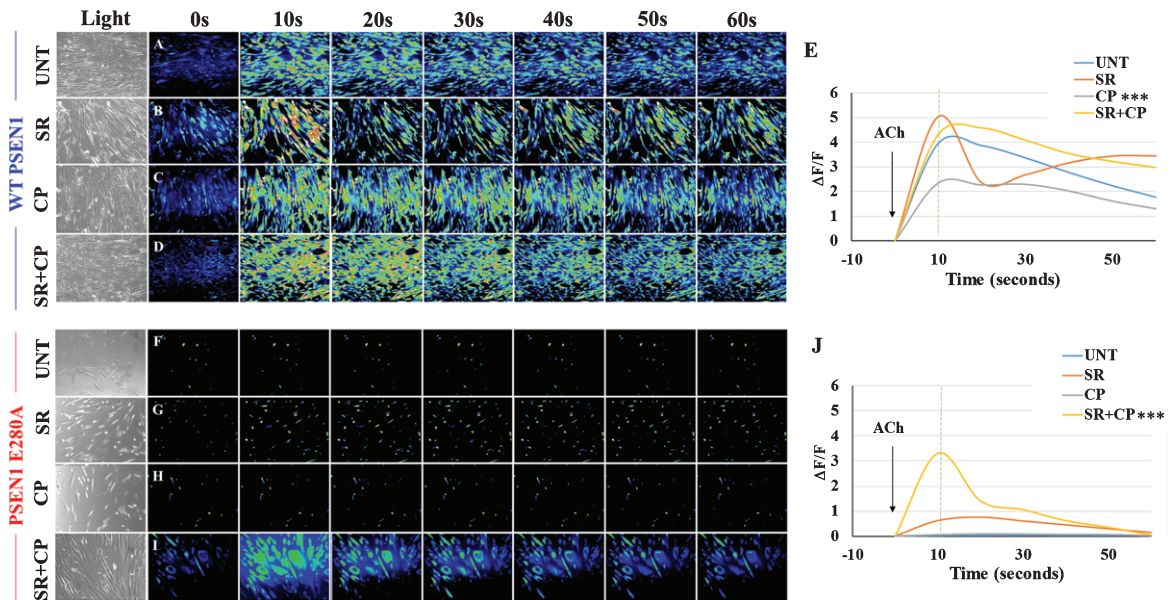 Light 0s 10s 20s 30s 40s 50s 60s
WT PSEN1
UNT
A
SR
B
CP
C
SR+CP
D
E
UNT
SR
CP ***
SR+CP
6
5
4
3
2
1
0
ΔF/F
ACh
-10 10 30 50
Time (seconds)
PSEN1 E280A
UNT
F
SR
G
CP
H
SR+CP
I
J
UNT
SR
CP
SR+CP***
6
5
4
3
2
1
0
ΔF/F
ACh
-10 10 30 50
Time (seconds)